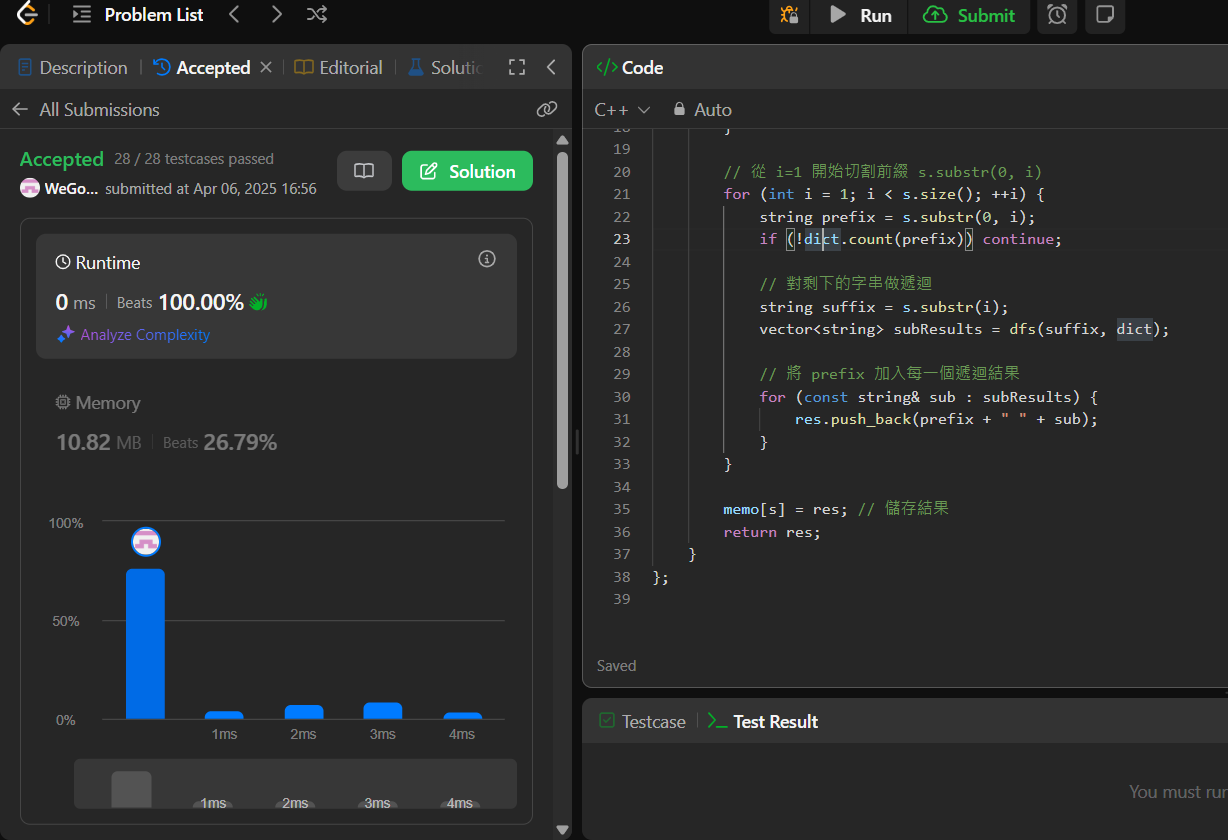 Problem List
Run
Submit
Description
Accepted
Editorial
Code
All Submissions
C++
Auto
Accepted 28 / 28 testcases passed
Solution
WeGo... submitted at Apr 06, 2025 16:56
Runtime
0 ms Beats 100.00%
Analyze Complexity
Memory
10.82 MB Beats 26.79%
100%
50%
0%
1ms 2ms 3ms 4ms
1ms 2ms 3ms 4ms
19
20 // 從 i=1 開始切割前綴 s.substr(0, i)
21 for (int i = 1; i < s.size(); ++i) {
22 string prefix = s.substr(0, i);
23 if (!dict.count(prefix)) continue;
24
25 // 對剩下的字串做遞迴
26 string suffix = s.substr(i);
27 vector<string> subResults = dfs(suffix, dict);
28
29 // 將 prefix 加入每一個遞迴結果
30 for (const string& sub : subResults) {
31 res.push_back(prefix + " " + sub);
32 }
33 }
34
35 memo[s] = res; // 儲存結果
36 return res;
37 }
38 };
39
Saved
Testcase
Test Result
You must run